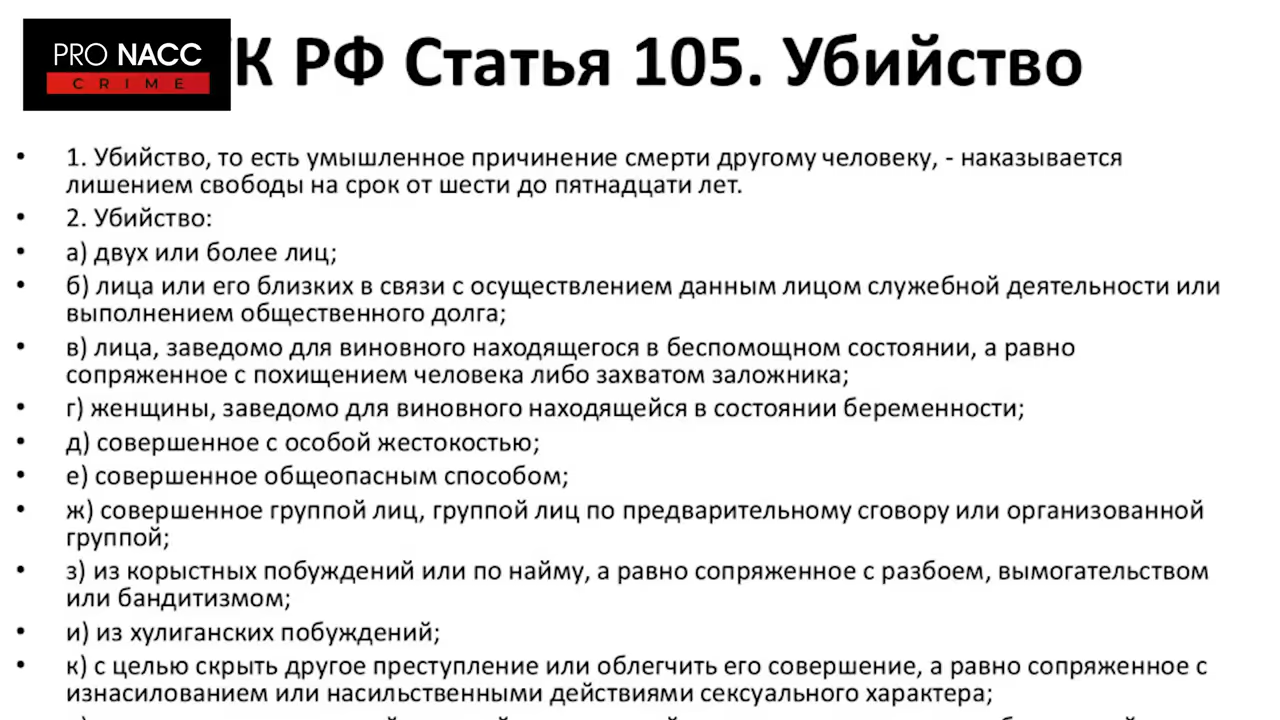 PRO NACC
CRIME
УК РФ Статья 105. Убийство
• 1. Убийство, то есть умышленное причинение смерти другому человеку, - наказывается
лишением свободы на срок от шести до пятнадцати лет.
• 2. Убийство:
• а) двух или более лиц;
• б) лица или его близких в связи с осуществлением данным лицом служебной деятельности или
выполнением общественного долга;
• в) лица, заведомо для виновного находящегося в беспомощном состоянии, а равно
сопряженное с похищением человека либо захватом заложника;
• г) женщины, заведомо для виновного находящейся в состоянии беременности;
• д) совершенное с особой жестокостью;
• е) совершенное общеопасным способом;
• ж) совершенное группой лиц, группой лиц по предварительному сговору или организованной
группой;
• з) из корыстных побуждений или по найму, а равно сопряженное с разбоем, вымогательством
или бандитизмом;
• и) из хулиганских побуждений;
• к) с целью скрыть другое преступление или облегчить его совершение, а равно сопряженное с
изнасилованием или насильственными действиями сексуального характера;